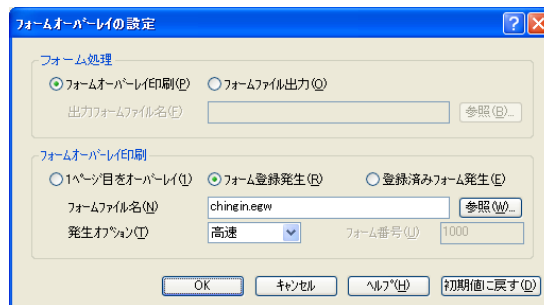 フォームオーバーレイの設定
フォーム処理
フォームオーバーレイ印刷(P) フォームファイル出力(O)
出力フォームファイル名(F) 参照(B)...
フォームオーバーレイ印刷
1ページ目をオーバーレイ(1) フォーム登録発生(R) 登録済みフォーム発生(E)
フォームファイル名(N) chingin.egw 参照(W)...
発生オプション(T) 高速 フォーム番号(U) 1000
OK キャンセル ヘルプ(H) 初期値に戻す(D)